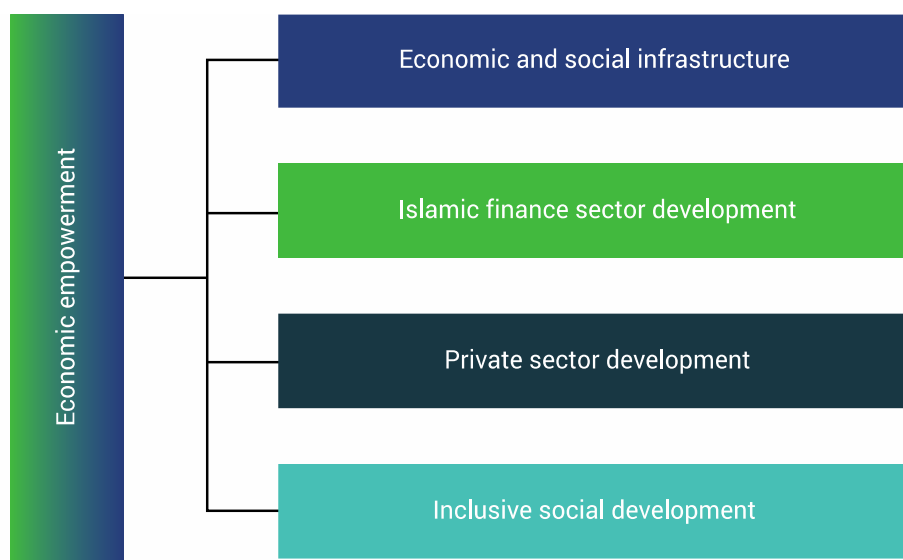 Economic empowerment
Economic and social infrastructure
Islamic finance sector development
Private sector development
Inclusive social development